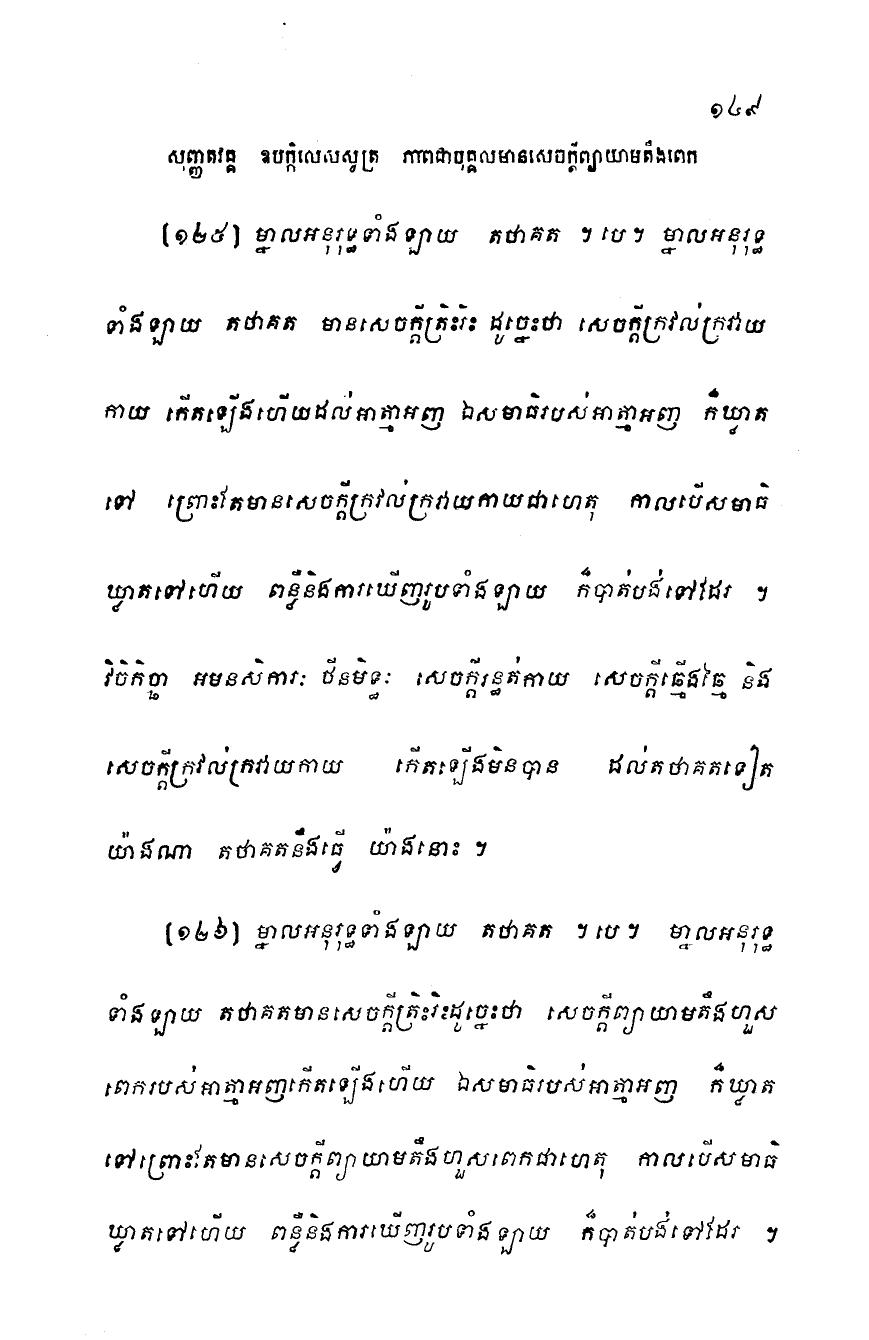 ១៤៩
សុញ្ញតវគ្គ ឧបក្កិលេសសូត្រ ភាពជាបុគ្គលមានសេចក្តីព្យាយាមតឹងពេក
(១២៥) ម្នាលអនុរុទ្ធទាំងឡាយ តថាគត ។ បេ ។ ម្នាលអនុរុទ្ធ
ទាំងឡាយ តថាគត មានសេចក្តីត្រិះរិះ ដូច្នេះថា សេចក្តីក្រវល់ក្រវាយ
កាយ កើតឡើងហើយដល់អាត្មាអញ ឯសមាធិរបស់អាត្មាអញ ក៏ឃ្លាត
ទៅ ព្រោះតែមានសេចក្តីក្រវល់ក្រវាយកាយជាហេតុ កាលបើសមាធិ
ឃ្លាតទៅហើយ ពន្លឺនិងការឃើញរូបទាំងឡាយ ក៏បាត់បង់ទៅដែរ ។
វិចិកិច្ឆា អមនសិការៈ ថីនមិទ្ធៈ សេចក្តីរន្ធត់កាយ សេចក្តីធ្មើងធ្មៃ និង
សេចក្តីក្រវល់ក្រវាយកាយ កើតឡើងមិនបាន ដល់តថាគតទៀត
យ៉ាងណា តថាគតនឹងធ្វើ យ៉ាងនោះ ។
(១២៦) ម្នាលអនុរុទ្ធទាំងឡាយ តថាគត ។ បេ ។ ម្នាលអនុរុទ្ធ
ទាំងឡាយ តថាគតមានសេចក្តីត្រិះរិះដូច្នេះថា សេចក្តីព្យាយាមតឹងហួស
ពេករបស់អាត្មាអញកើតឡើងហើយ ឯសមាធិរបស់អាត្មាអញ ក៏ឃ្លាត
ទៅព្រោះតែមានសេចក្តីព្យាយាមតឹងហួសពេកជាហេតុ កាលបើសមាធិ
ឃ្លាតទៅហើយ ពន្លឺនិងការឃើញរូបទាំងឡាយ ក៏បាត់បង់ទៅដែរ ។